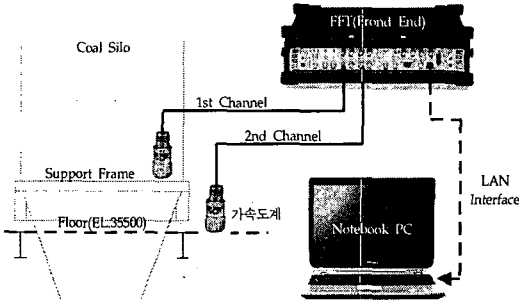 FFT(Frond End)
Coal Silo
1st Channel
2nd Channel
Support Frame
LAN
Interface
Floor(EL.35500)
가속도계
Notebook PC